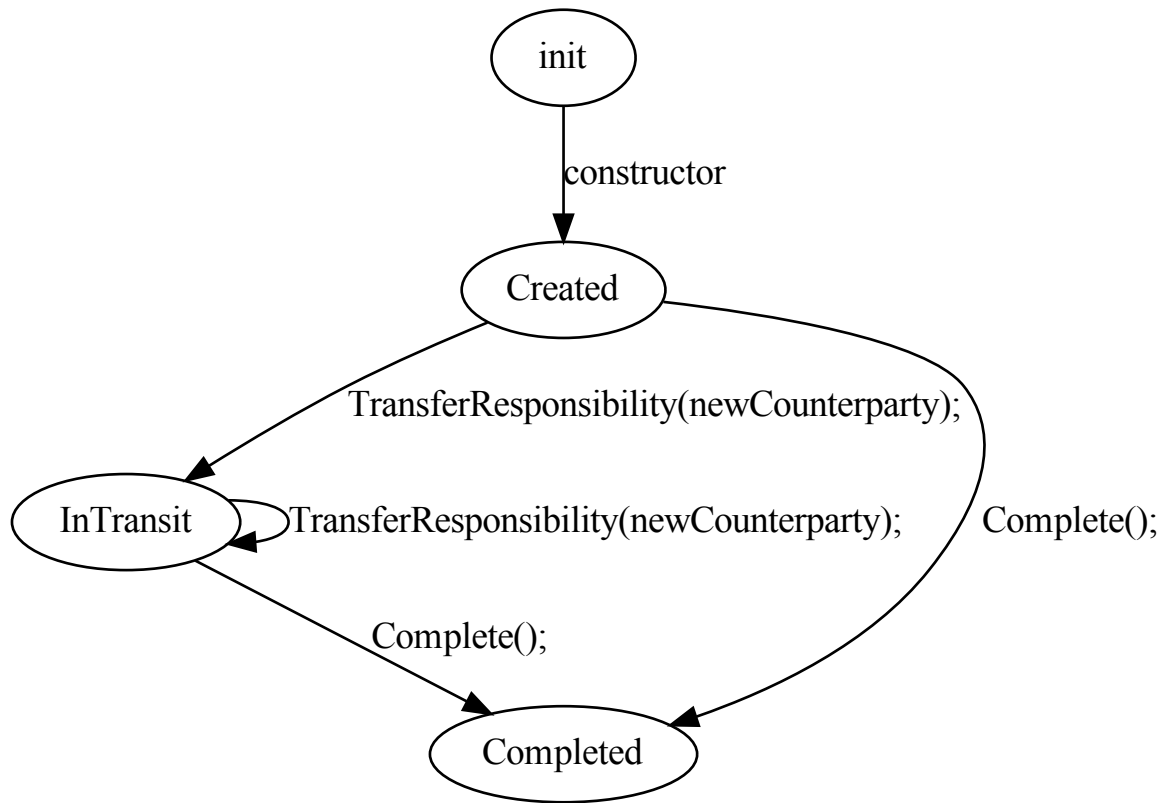 init
constructor
Created
TransferResponsibility(newCounterparty);
InTransit
TransferResponsibility(newCounterparty);
Complete();
Complete();
Completed